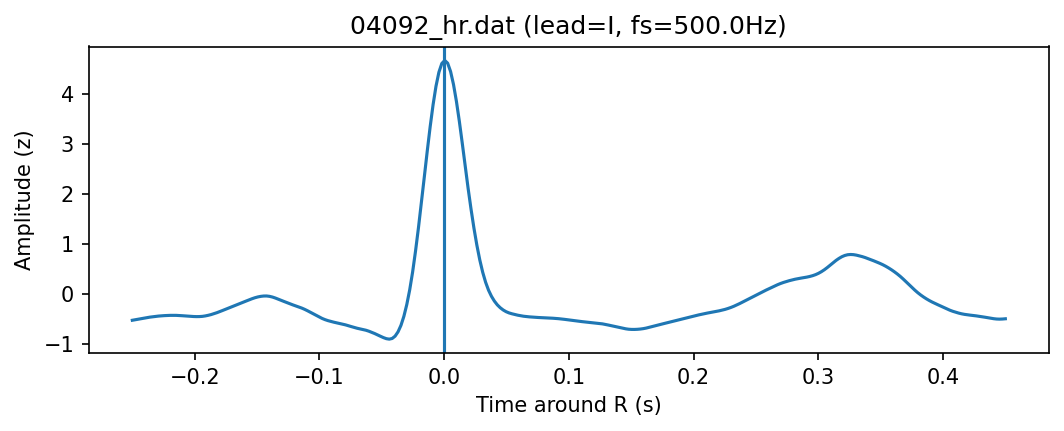 04092_hr.dat (lead=I, fs=500.0Hz)
Amplitude (z)
4
3
2
1
0
−1
−0.2 −0.1 0.0 0.1 0.2 0.3 0.4
Time around R (s)